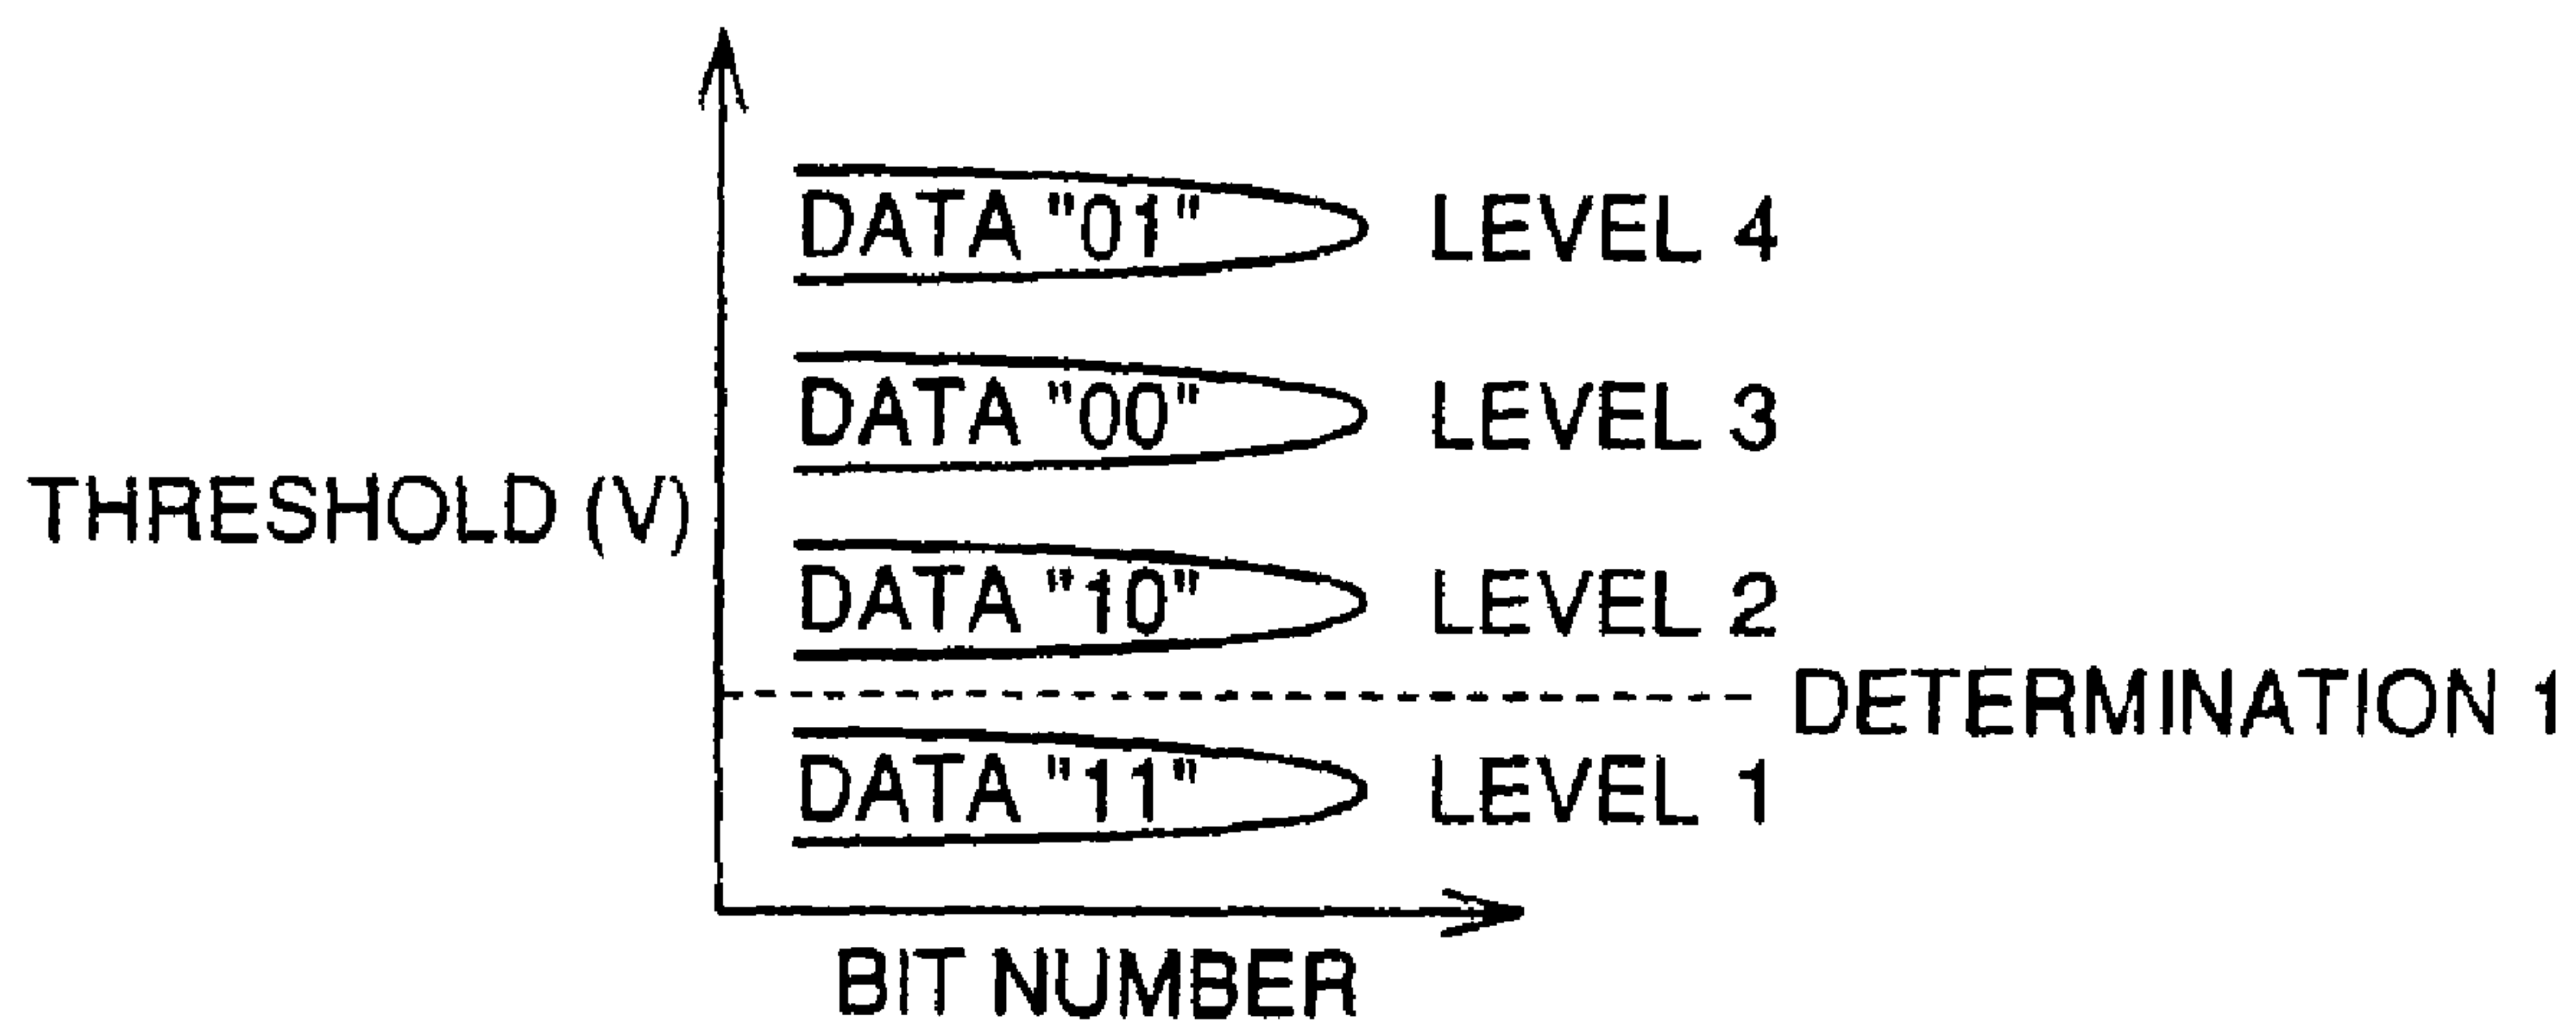 DATA "01" LEVEL 4
DATA "00" LEVEL 3
THRESHOLD (V)
DATA "10" LEVEL 2
DETERMINATION 1
DATA "11" LEVEL 1
BIT NUMBER